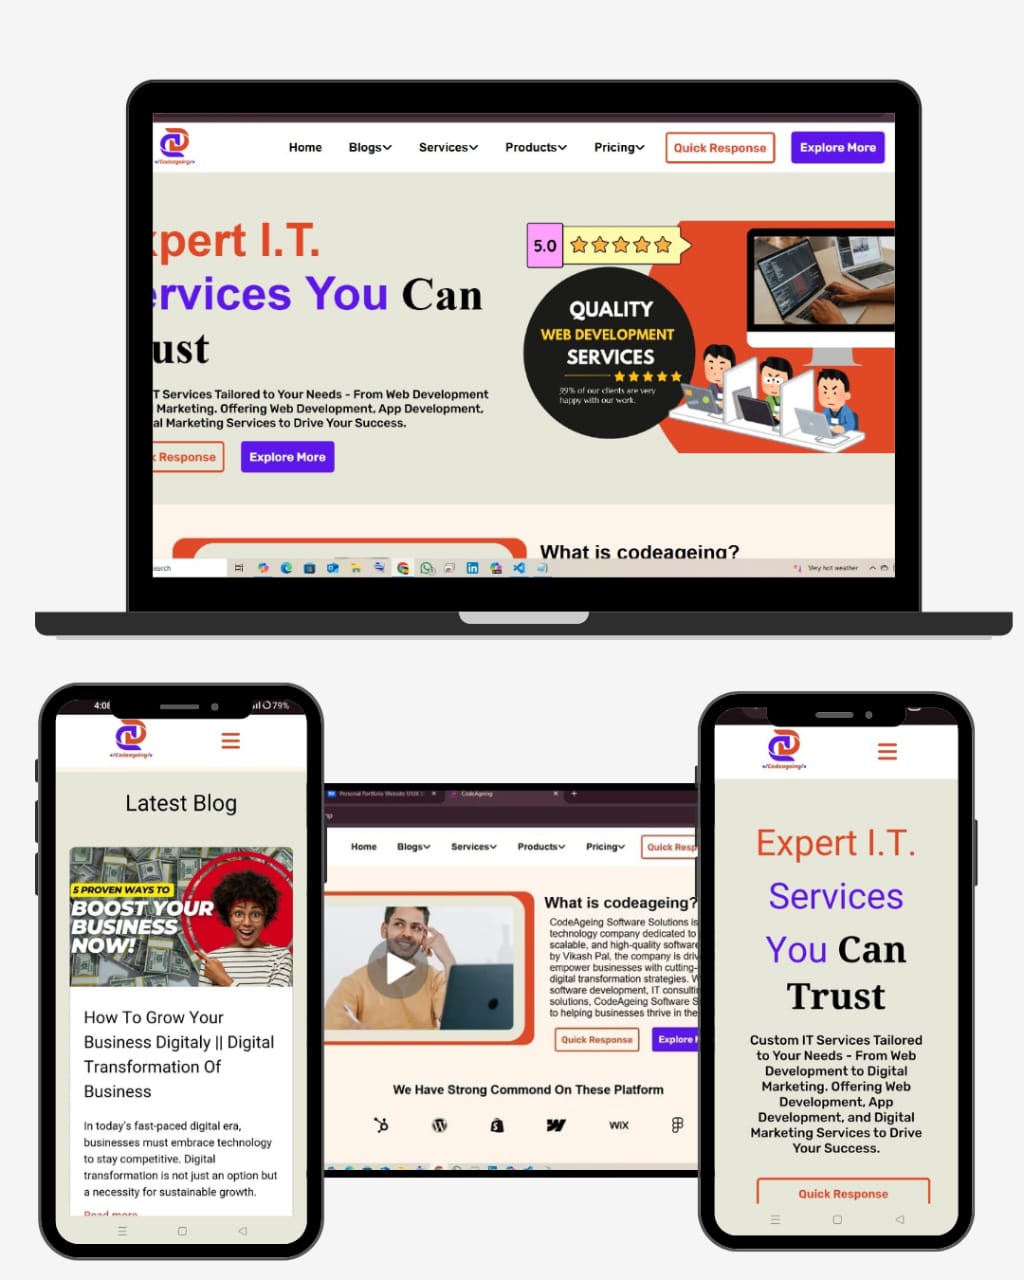 </Codeageing/>
Home Blogs Services Products Pricing Quick Response Explore More
xpert I.T.
ervices You Can
ust
5.0
QUALITY
WEB DEVELOPMENT
SERVICES
99% of our clients are very
happy with our work.
T Services Tailored to Your Needs - From Web Development
Marketing. Offering Web Development, App Development,
al Marketing Services to Drive Your Success.
k Response Explore More
What is codeageing?
earch
Very hot weather
4:08
79%
</Codeageing/>
Latest Blog
5 PROVEN WAYS TO
BOOST YOUR
BUSINESS
NOW!
How To Grow Your
Business Digitaly || Digital
Transformation Of
Business
In today's fast-paced digital era,
businesses must embrace technology
to stay competitive. Digital
transformation is not just an option but
a necessity for sustainable growth.
Read more
Personal Portfolio Website UI/UX
CodeAgeing
Home Blogs Services Products Pricing Quick Resp
What is codeageing?
CodeAgeing Software Solutions is
technology company dedicated to
scalable, and high-quality software
by Vikash Pal, the company is driv
empower businesses with cutting-
digital transformation strategies. W
software development, IT consultin
solutions, CodeAgeing Software S
to helping businesses thrive in the
Quick Response Explore M
We Have Strong Commond On These Platform
WIX
</Codeageing/>
Expert I.T.
Services
You Can
Trust
Custom IT Services Tailored
to Your Needs - From Web
Development to Digital
Marketing. Offering Web
Development, App
Development, and Digital
Marketing Services to Drive
Your Success.
Quick Response